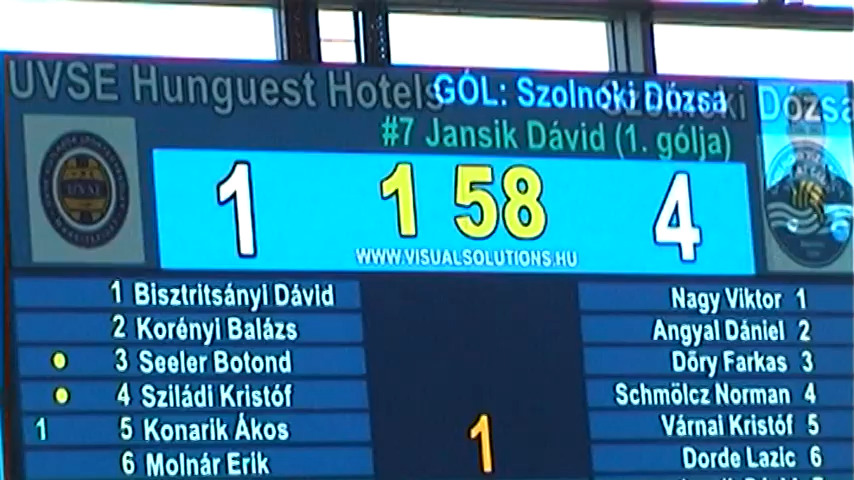 UVSE Hunguest Hotels
GÓL: Szolnoki Dózsa
#7 Jansik Dávid (1. gólja)
UVSE
1
1 58
4
WWW.VISUALSOLUTIONS.HU
1 Bisztritsányi Dávid
Nagy Viktor 1
2 Korényi Balázs
Angyal Dániel 2
3 Seeler Botond
Dőry Farkas 3
4 Sziládi Kristóf
Schmölcz Norman 4
1 5 Konarik Ákos
Várnai Kristóf 5
1
6 Molnár Erik
Dorde Lazic 6